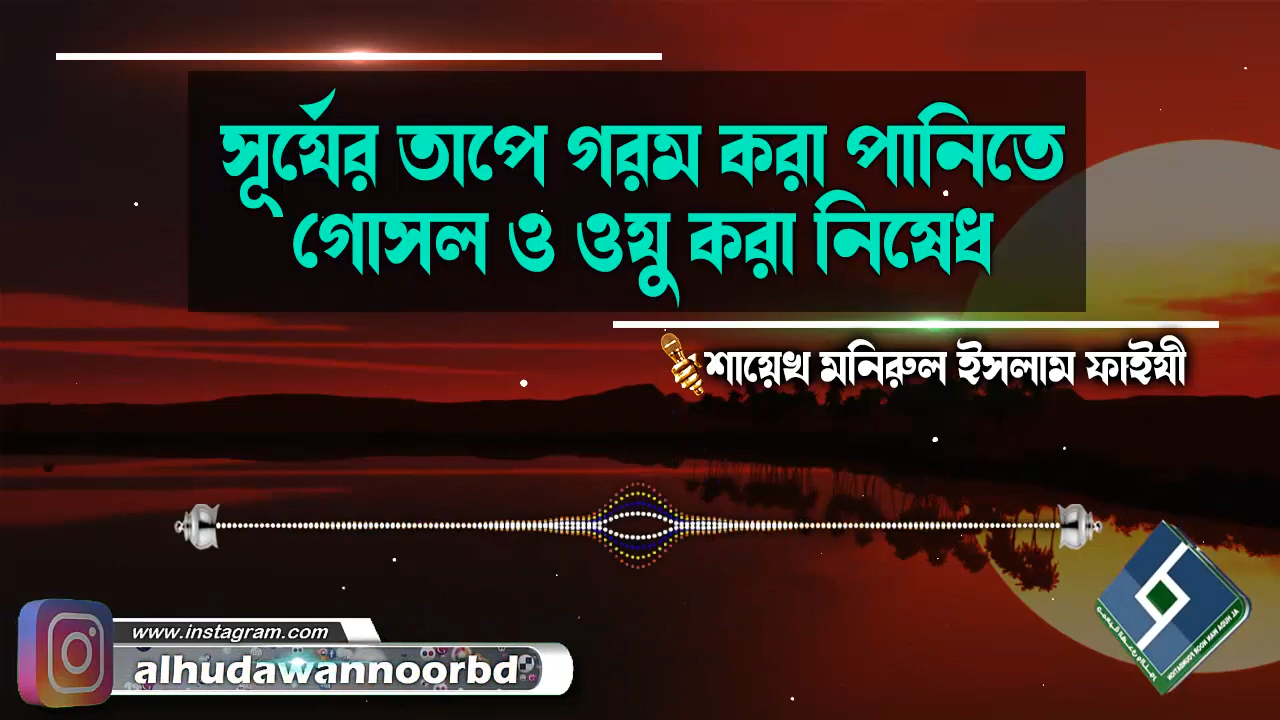 সূর্যের তাপে গরম করা পানিতে
গোসল ও ওযু করা নিষেধ
শায়েখ মনিরুল ইসলাম ফাইযী
www.instagram.com
alhudawannoorbd